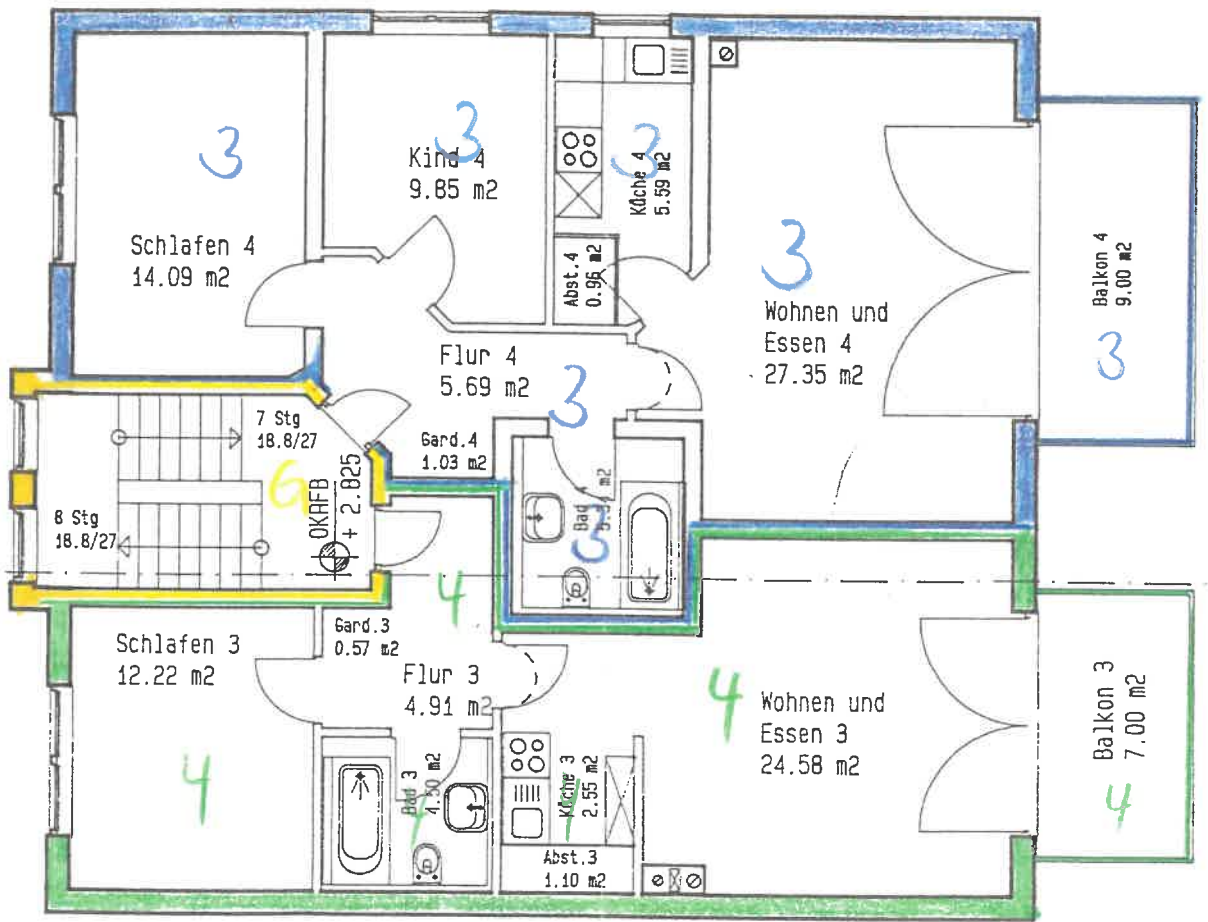 3
3
Kind 4
9.85 m2
3
Küche 4
5.59 m2
Schlafen 4
14.09 m2
Abst.4
0.96 m2
3
Wohnen und
Essen 4
27.35 m2
Balkon 4
9.00 m2
3
Flur 4
5.69 m2
3
7 Stg
18.8/27
Gard.4
1.03 m2
G
OKAFB
+ 2.825
8 Stg
18.8/27
Bad
m2
3
4
Schlafen 3
12.22 m2
Gard.3
0.57 m2
Flur 3
4.91 m2
4
Wohnen und
Essen 3
24.58 m2
Balkon 3
7.00 m2
4
4
Bad 3
4.50 m2
4
Küche 3
2.55 m2
4
Abst.3
1.10 m2